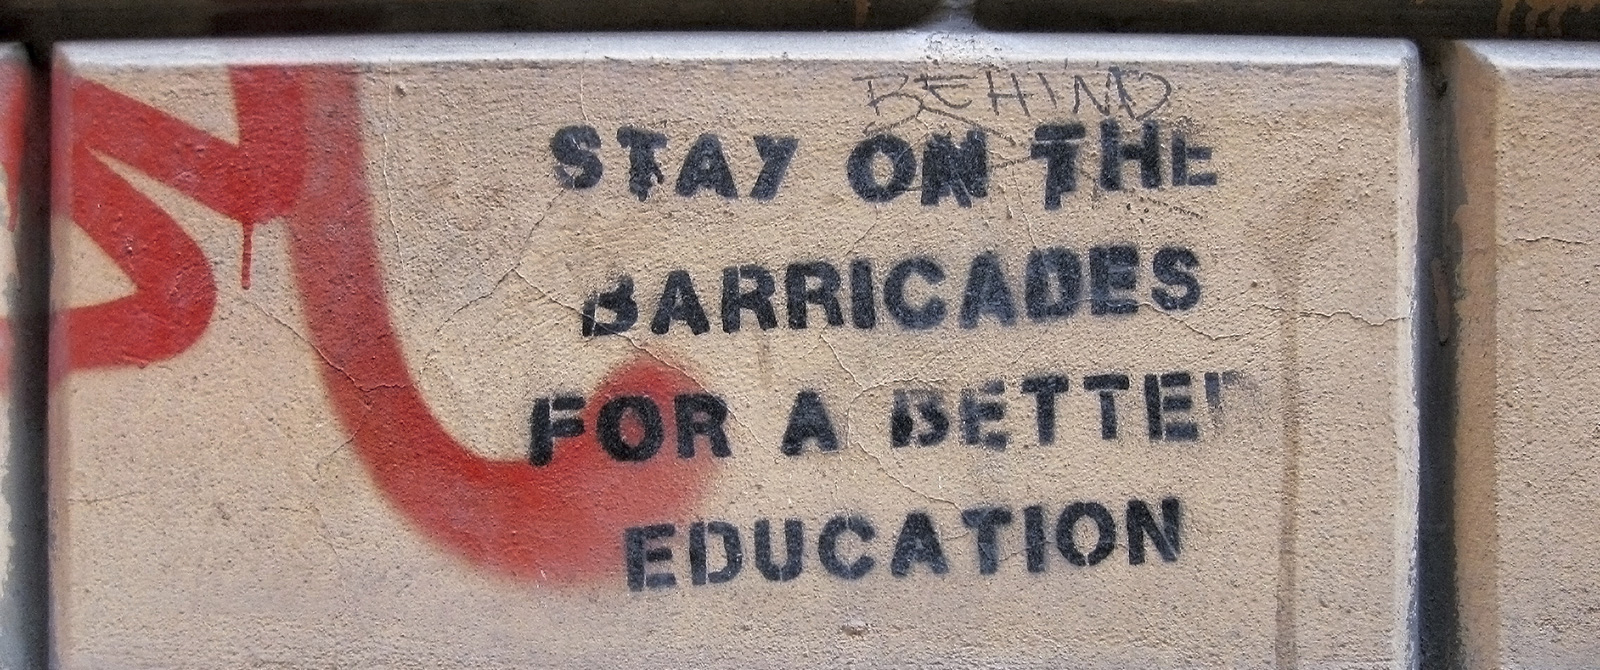 BEHIND
STAY ON THE
BARRICADES
FOR A BETTER
EDUCATION